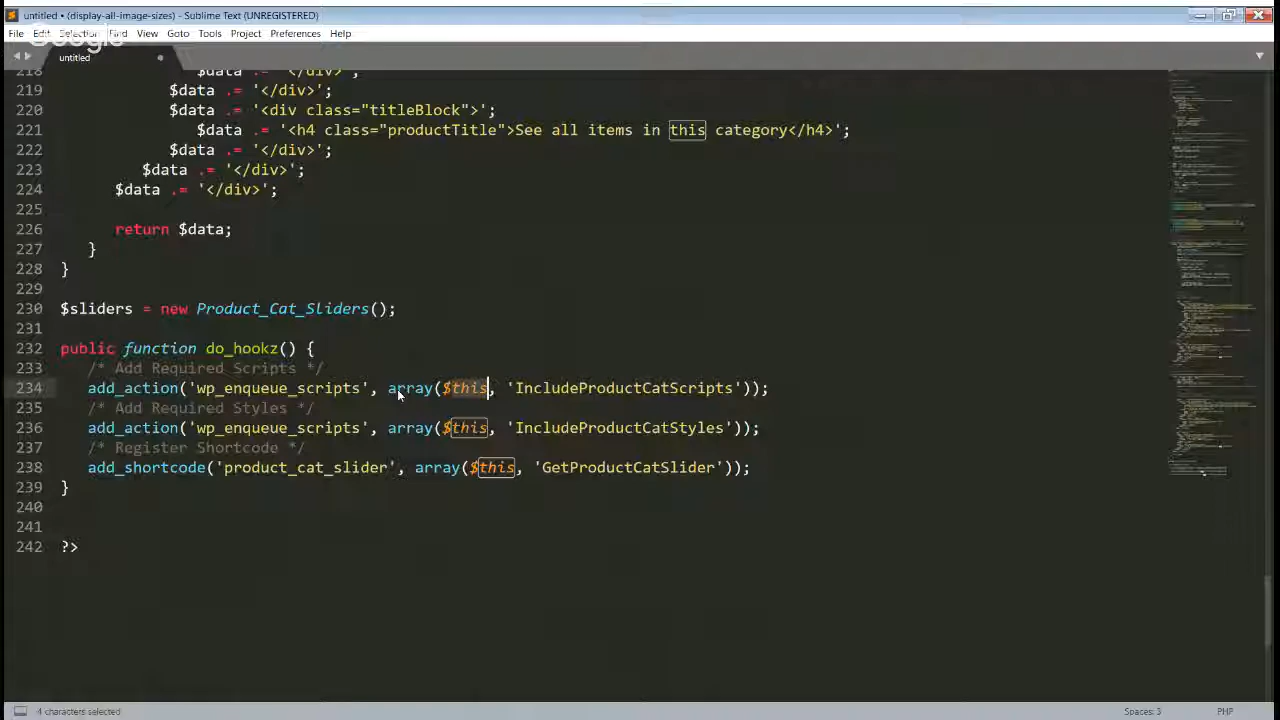 untitled • (display-all-image-sizes) - Sublime Text (UNREGISTERED)
File Edit Selection Find View Goto Tools Project Preferences Help
Google
untitled
218 $data .= '</div>';
219 $data .= '</div>';
220 $data .= '<div class="titleBlock">';
221 $data .= '<h4 class="productTitle">See all items in this category</h4>';
222 $data .= '</div>';
223 $data .= '</div>';
224 $data .= '</div>';
225
226 return $data;
227 }
228 }
229
230 $sliders = new Product_Cat_Sliders();
231
232 public function do_hookz() {
233 /* Add Required Scripts */
234 add_action('wp_enqueue_scripts', array($this, 'IncludeProductCatScripts'));
235 /* Add Required Styles */
236 add_action('wp_enqueue_scripts', array($this, 'IncludeProductCatStyles'));
237 /* Register Shortcode */
238 add_shortcode('product_cat_slider', array($this, 'GetProductCatSlider'));
239 }
240
241
242 ?>
4 characters selected Spaces: 3 PHP